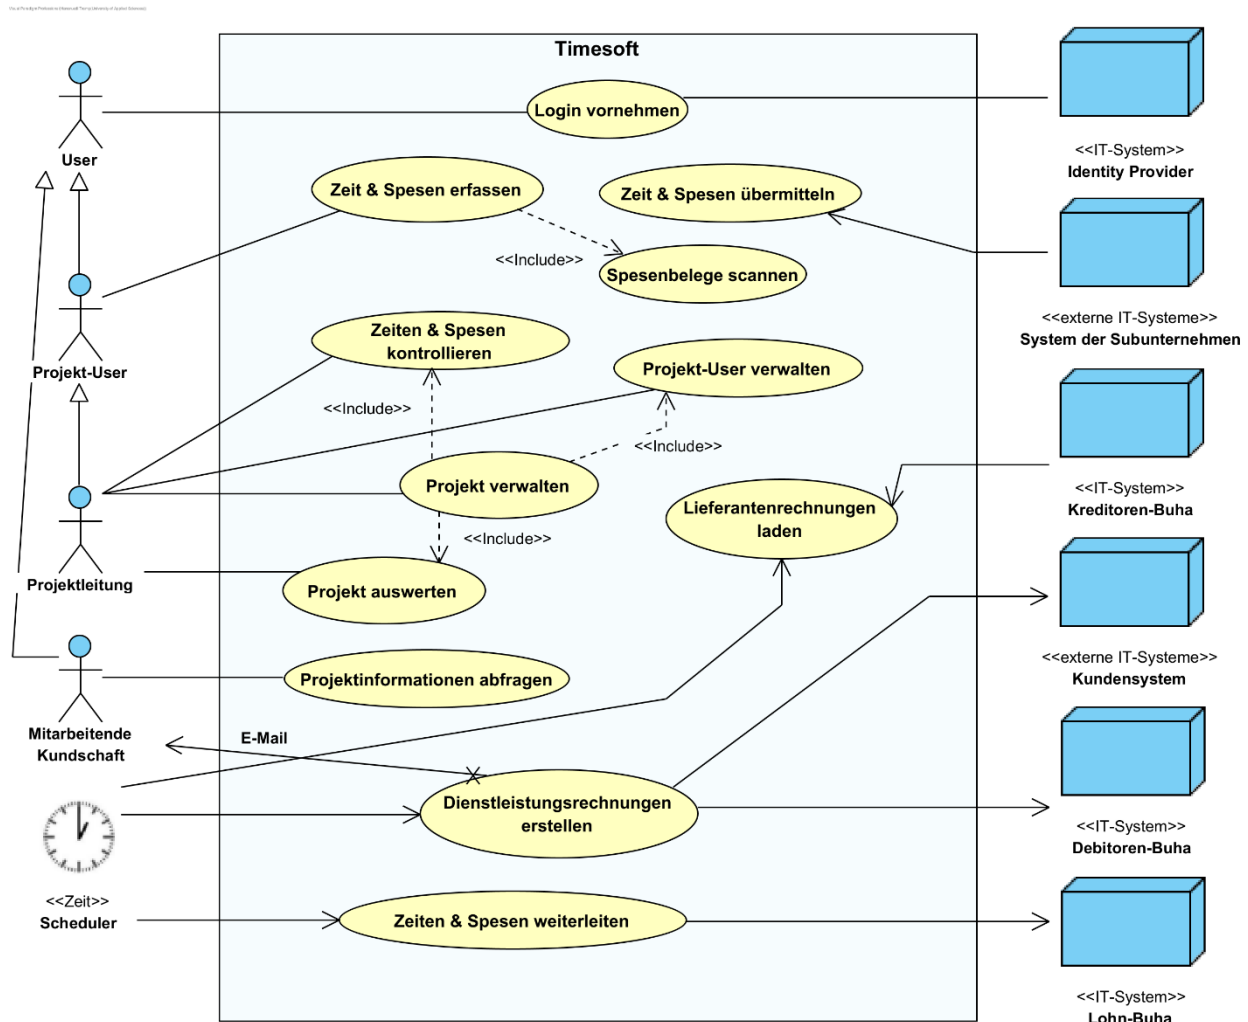 Timesoft
Login vornehmen
User
<<IT-System>>
Identity Provider
Zeit & Spesen erfassen
Zeit & Spesen übermitteln
<<Include>>
Spesenbelege scannen
<<externe IT-Systeme>>
System der Subunternehmen
Zeiten & Spesen
kontrollieren
Projekt-User
Projekt-User verwalten
<<Include>>
<<Include>>
Projekt verwalten
Lieferantenrechnungen
laden
<<IT-System>>
Kreditoren-Buha
<<Include>>
Projektleitung
Projekt auswerten
Projektinformationen abfragen
<<externe IT-Systeme>>
Kundensystem
Mitarbeitende
Kundschaft
E-Mail
Dienstleistungsrechnungen
erstellen
<<IT-System>>
Debitoren-Buha
<<Zeit>>
Scheduler
Zeiten & Spesen weiterleiten
<<IT-System>>
Lohn-Buha